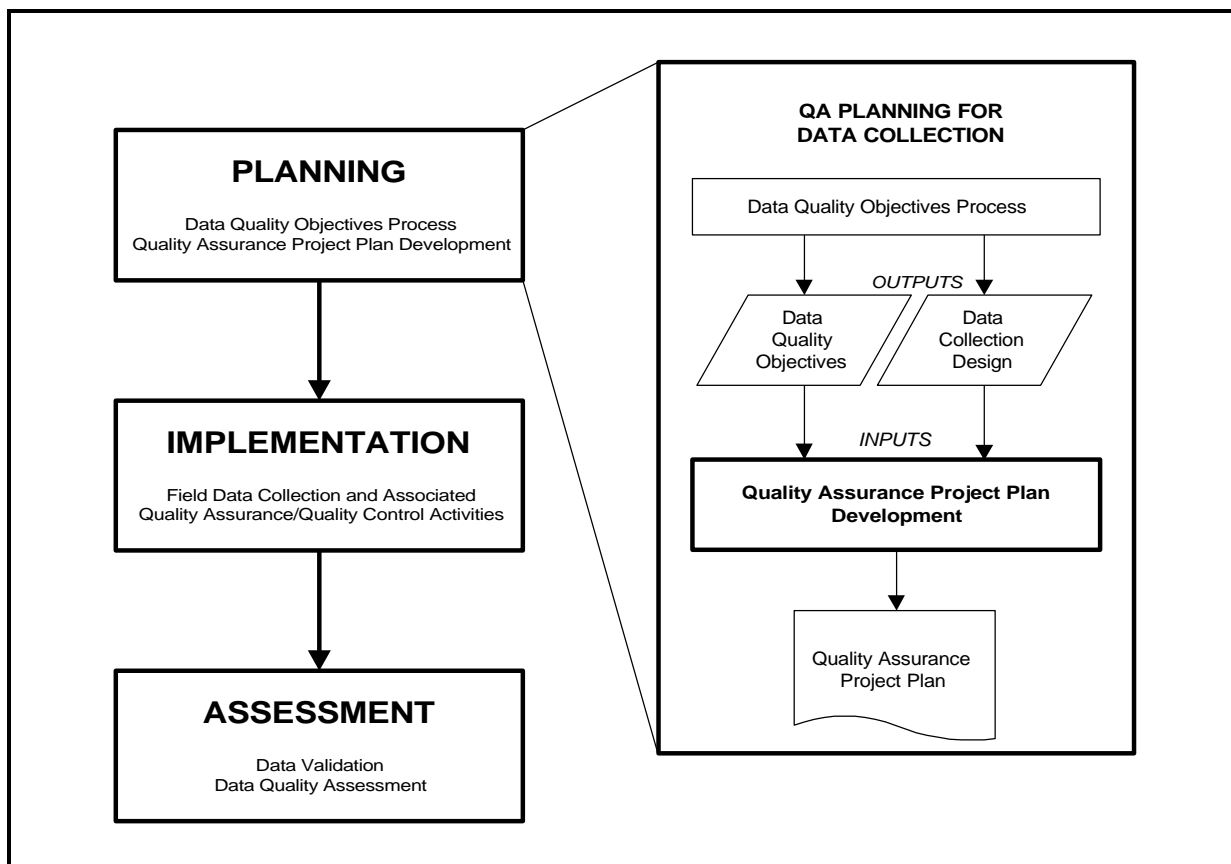 PLANNING
Data Quality Objectives Process
Quality Assurance Project Plan Development
IMPLEMENTATION
Field Data Collection and Associated
Quality Assurance/Quality Control Activities
ASSESSMENT
Data Validation
Data Quality Assessment
QA PLANNING FOR
DATA COLLECTION
Data Quality Objectives Process
OUTPUTS
Data
Quality
Objectives
Data
Collection
Design
INPUTS
Quality Assurance Project Plan
Development
Quality Assurance
Project Plan